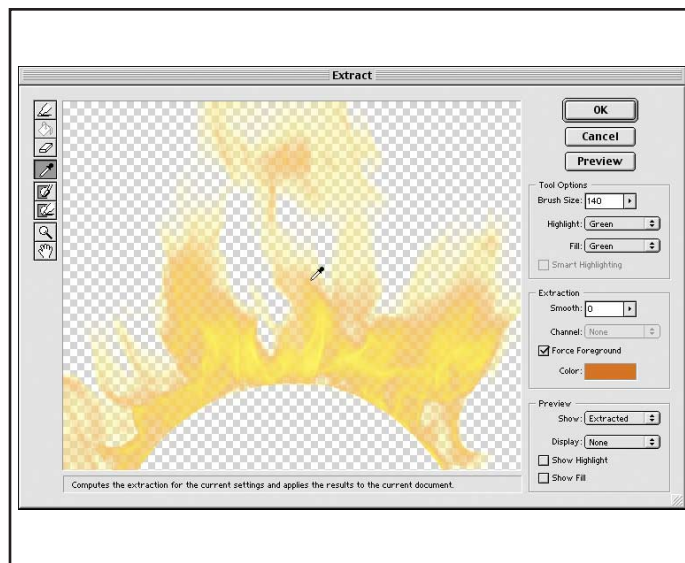 Extract
OK
Cancel
Preview
Tool Options
Brush Size: 140
Highlight: Green
Fill: Green
Smart Highlighting
Extraction
Smooth: 0
Channel: None
Force Foreground
Color:
Preview
Show: Extracted
Display: None
Show Highlight
Show Fill
Computes the extraction for the current settings and applies the results to the current document.